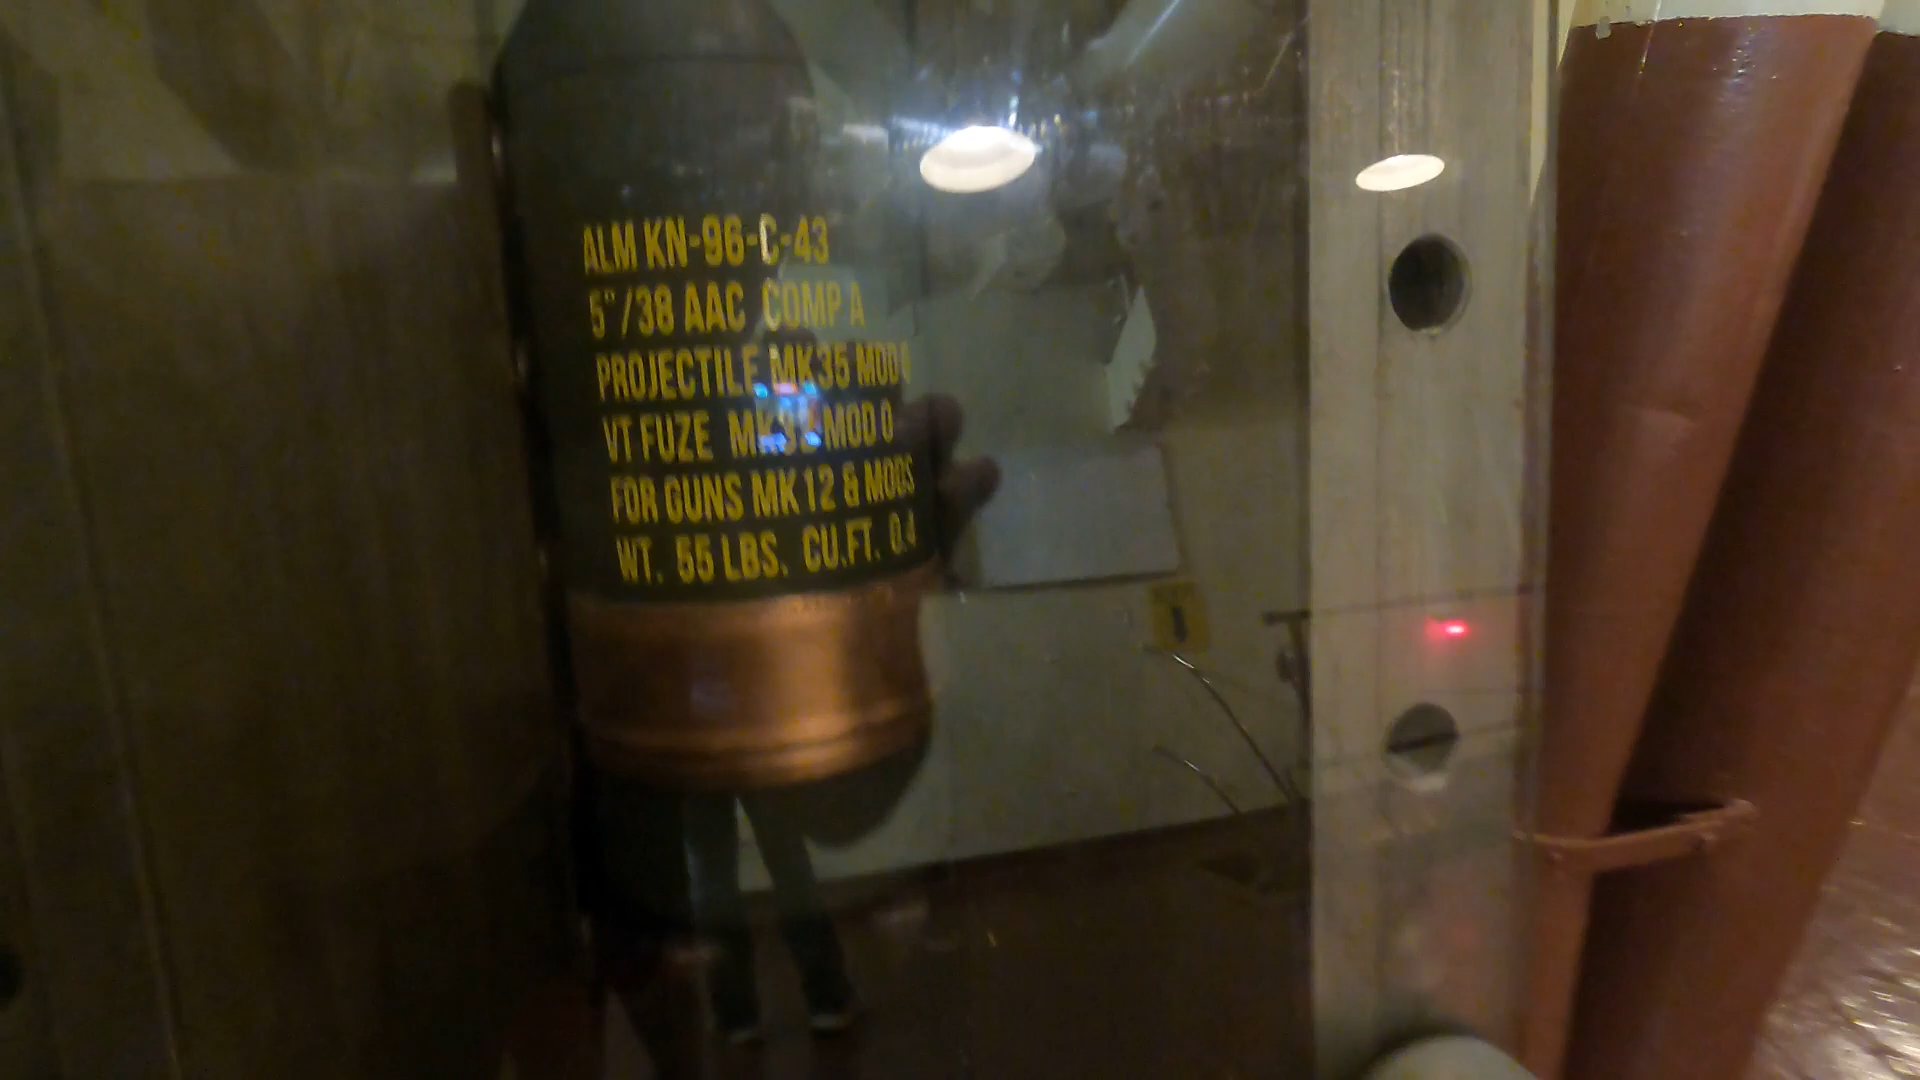 ALM KN-96-C-43
5"/38 AAC COMP A
PROJECTILE MK35 MOD 0
VT FUZE MOD 0
FOR GUNS MK 12 & MODS
WT. 55 LBS. CU.FT. 0.4